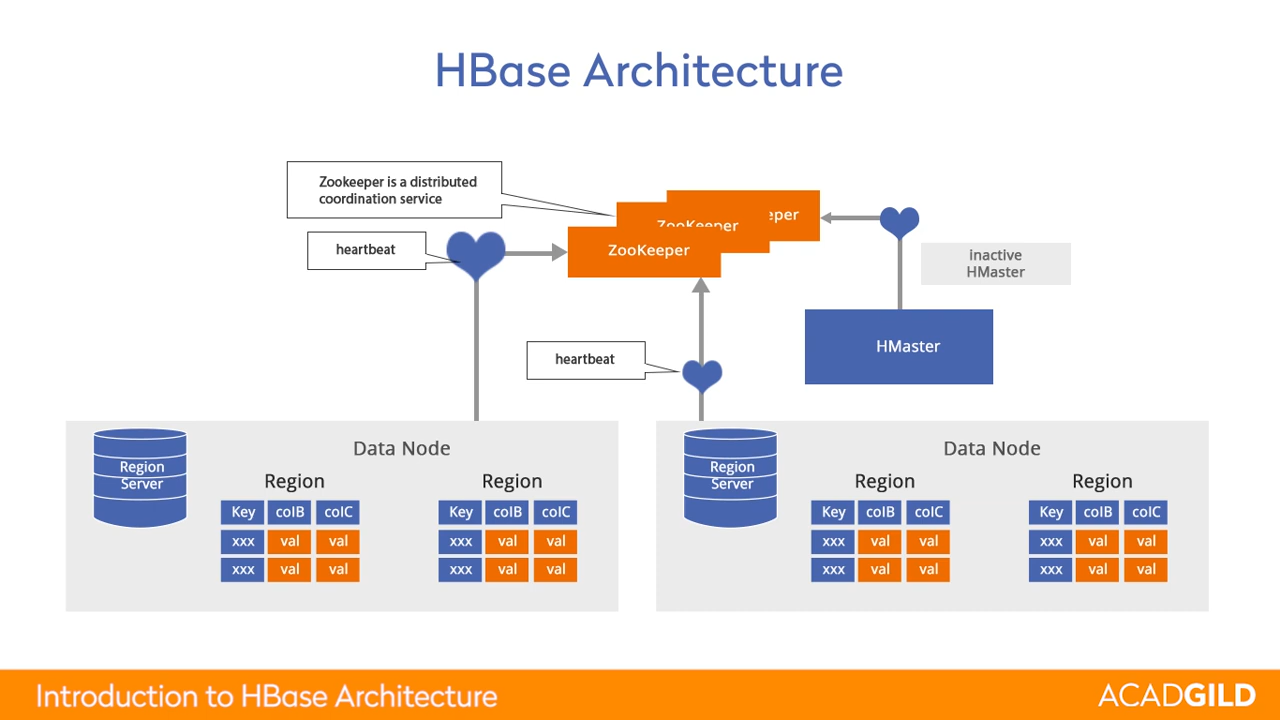 HBase Architecture
Zookeeper is a distributed
coordination service
heartbeat
eper
ZooKeeper
ZooKeeper
inactive
HMaster
HMaster
heartbeat
Data Node
Region
Server
Region
Region
Key colB colC
xxx val val
xxx val val
Key colB colC
xxx val val
xxx val val
Data Node
Region
Server
Region
Region
Key colB colC
xxx val val
xxx val val
Key colB colC
xxx val val
xxx val val
Introduction to HBase Architecture
ACADGILD